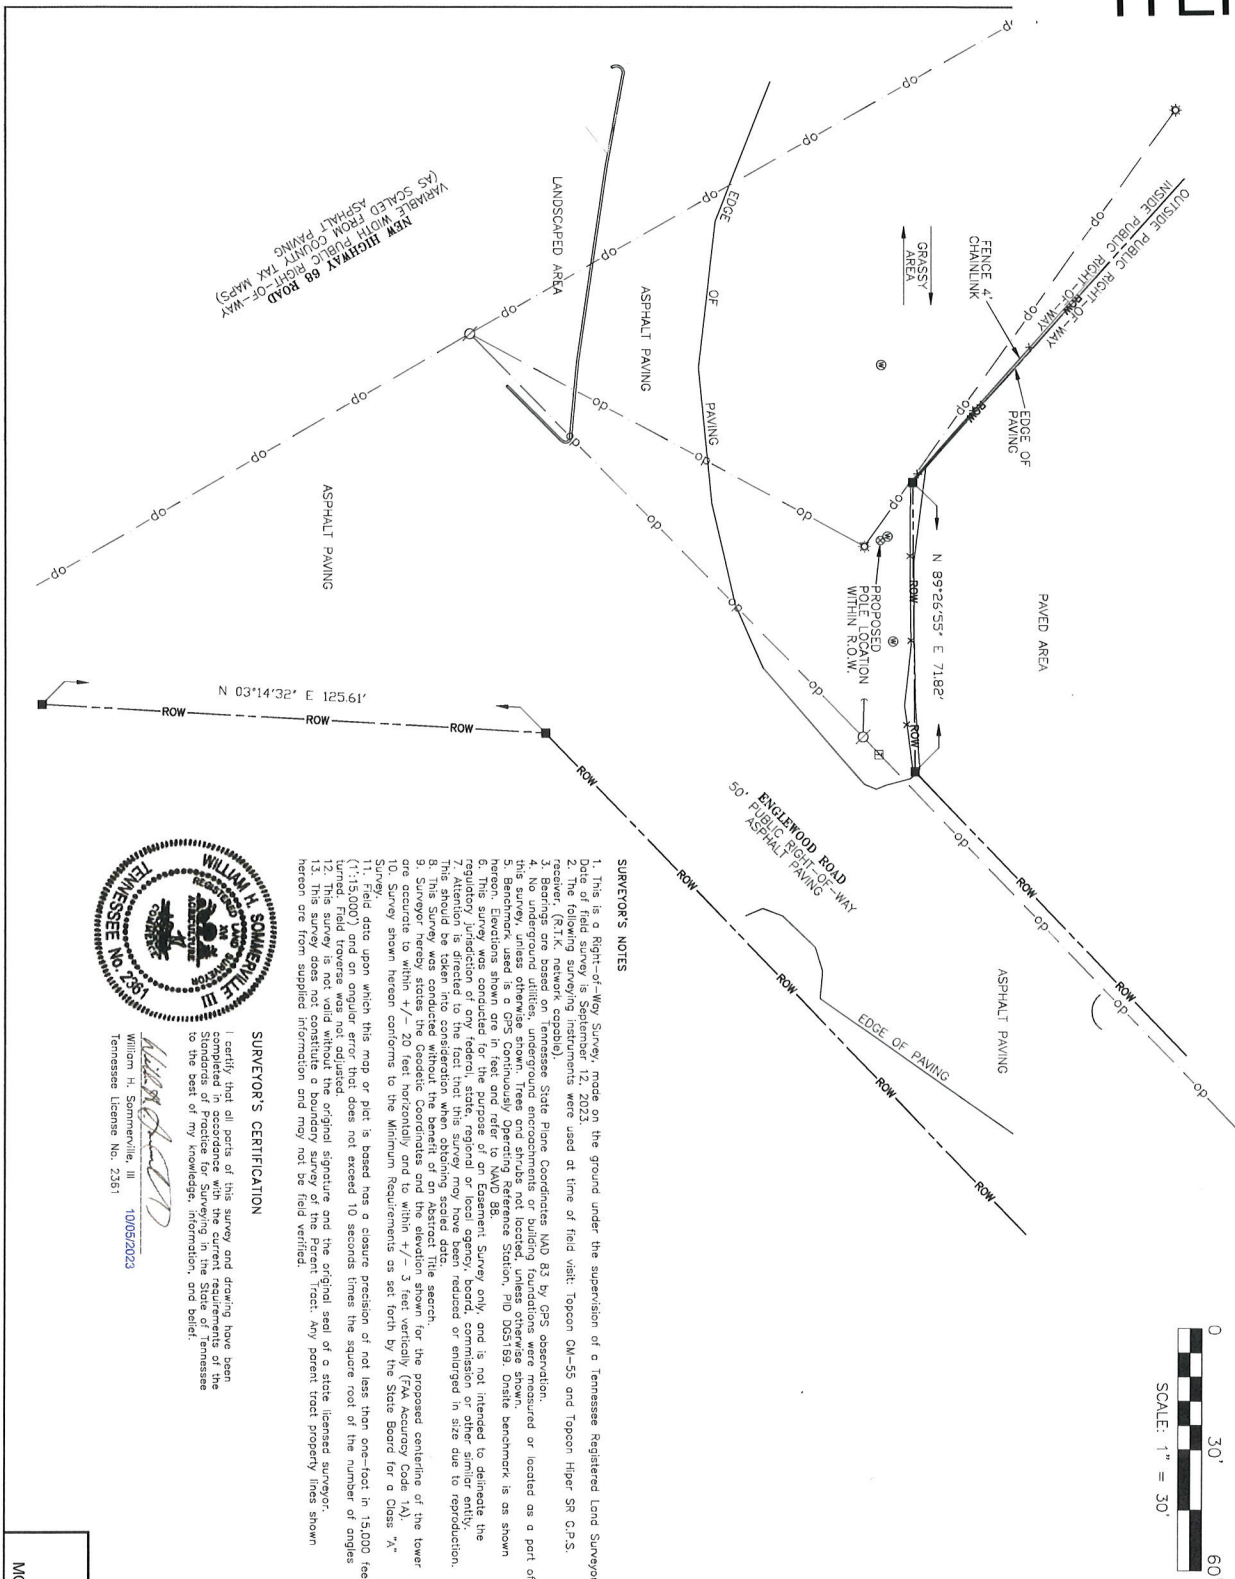 OUTSIDE PUBLIC RIGHT-OF-WAY
INSIDE PUBLIC RIGHT-OF-WAY
FENCE 4'
CHAINLINK
GRASSY
AREA
EDGE OF
PAVING
EDGE OF PAVING
LANDSCAPED AREA
ASPHALT PAVING
NEW HIGHWAY 68 ROAD
VARIABLE WIDTH PUBLIC RIGHT-OF-WAY
(AS SCALED FROM COUNTY TAX MAPS)
ASPHALT PAVING
ASPHALT PAVING
N 89°26'55" E 71.82'
PAVED AREA
PROPOSED
POLE LOCATION
WITHIN R.O.W.
N 03°14'32" E 125.61'
ROW
ROW
ROW
ROW
ROW
ROW
ROW
ROW
ROW
ROW
ROW
ROW
ROW
ENGLEWOOD ROAD
50' PUBLIC RIGHT-OF-WAY
ASPHALT PAVING
EDGE OF PAVING
ASPHALT PAVING
0 30' 60
SCALE: 1" = 30'
SURVEYOR'S NOTES
1. This is a Right-of-Way Survey, made on the ground under the supervision of a Tennessee Registered Land Surveyor
Date of field survey is September 12, 2023.
2. The following surveying instruments were used at time of field visit: Topcon GM-55 and Topcon Hiper SR G.P.S.
receiver, (R.T.K. network capable).
3. Bearings are based on Tennessee State Plane Coordinates NAD 83 by GPS observation.
4. No underground utilities, underground encroachments or building foundations were measured or located as a part of
this survey, unless otherwise shown. Trees and shrubs not located, unless otherwise shown.
5. Benchmark used is a GPS Continuously Operating Reference Station, PID DG5169. Onsite benchmark is as shown
hereon. Elevations shown are in feet and refer to NAVD 88.
6. This survey was conducted for the purpose of an Easement Survey only, and is not intended to delineate the
regulatory jurisdiction of any federal, state, regional or local agency, board, commission or other similar entity.
7. Attention is directed to the fact that this survey may have been reduced or enlarged in size due to reproduction.
This should be taken into consideration when obtaining scaled data.
8. This Survey was conducted without the benefit of an Abstract Title search.
9. Surveyor hereby states the Geodetic Coordinates and the elevation shown for the proposed centerline of the tower
are accurate to within +/- 20 feet horizontally and to within +/- 3 feet vertically (FAA Accuracy Code 1A).
10. Survey shown hereon conforms to the Minimum Requirements as set forth by the State Board for a Class "A"
Survey.
11. Field data upon which this map or plat is based has a closure precision of not less than one-foot in 15,000 fee
(1':15,000') and an angular error that does not exceed 10 seconds times the square root of the number of angles
turned. Field traverse was not adjusted.
12. This survey is not valid without the original signature and the original seal of a state licensed surveyor.
13. This survey does not constitute a boundary survey of the Parent Tract. Any parent tract property lines shown
hereon are from supplied information and may not be field verified.
SURVEYOR'S CERTIFICATION
I certify that all parts of this survey and drawing have been
completed in accordance with the current requirements of the
Standards of Practice for Surveying in the State of Tennessee
to the best of my knowledge, information, and belief.
William H. Sommerville, III 10/05/2023
Tennessee License No. 2361
WILLIAM H. SOMMERVILLE III
REGISTERED LAND SURVEYOR
AGRICULTURE
COMMERCE
TENNESSEE No. 2361